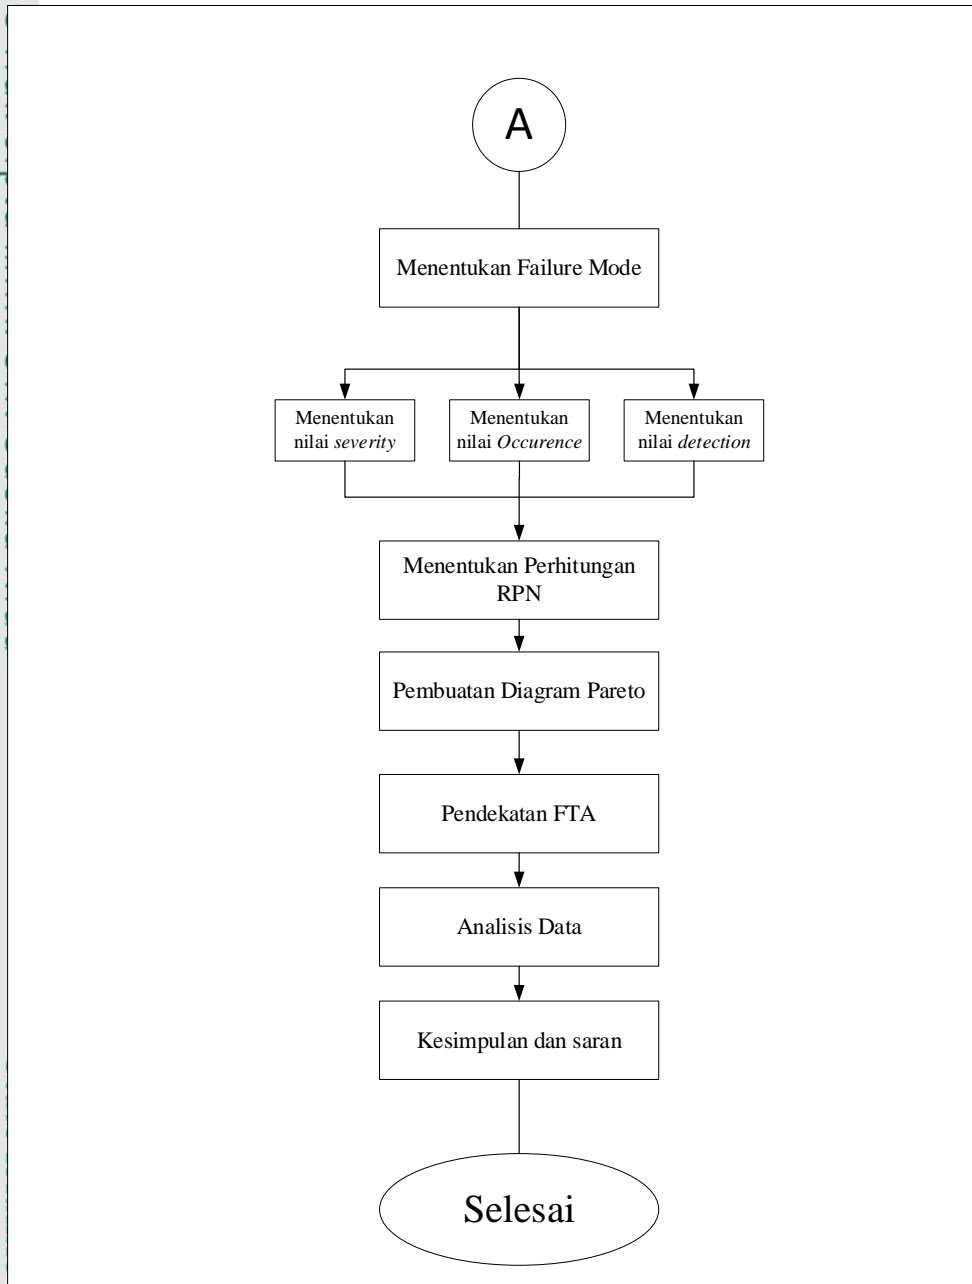 A
Menentukan Failure Mode
Menentukan
nilai severity
Menentukan
nilai Occurence
Menentukan
nilai detection
Menentukan Perhitungan
RPN
Pembuatan Diagram Pareto
Pendekatan FTA
Analisis Data
Kesimpulan dan saran
Selesai